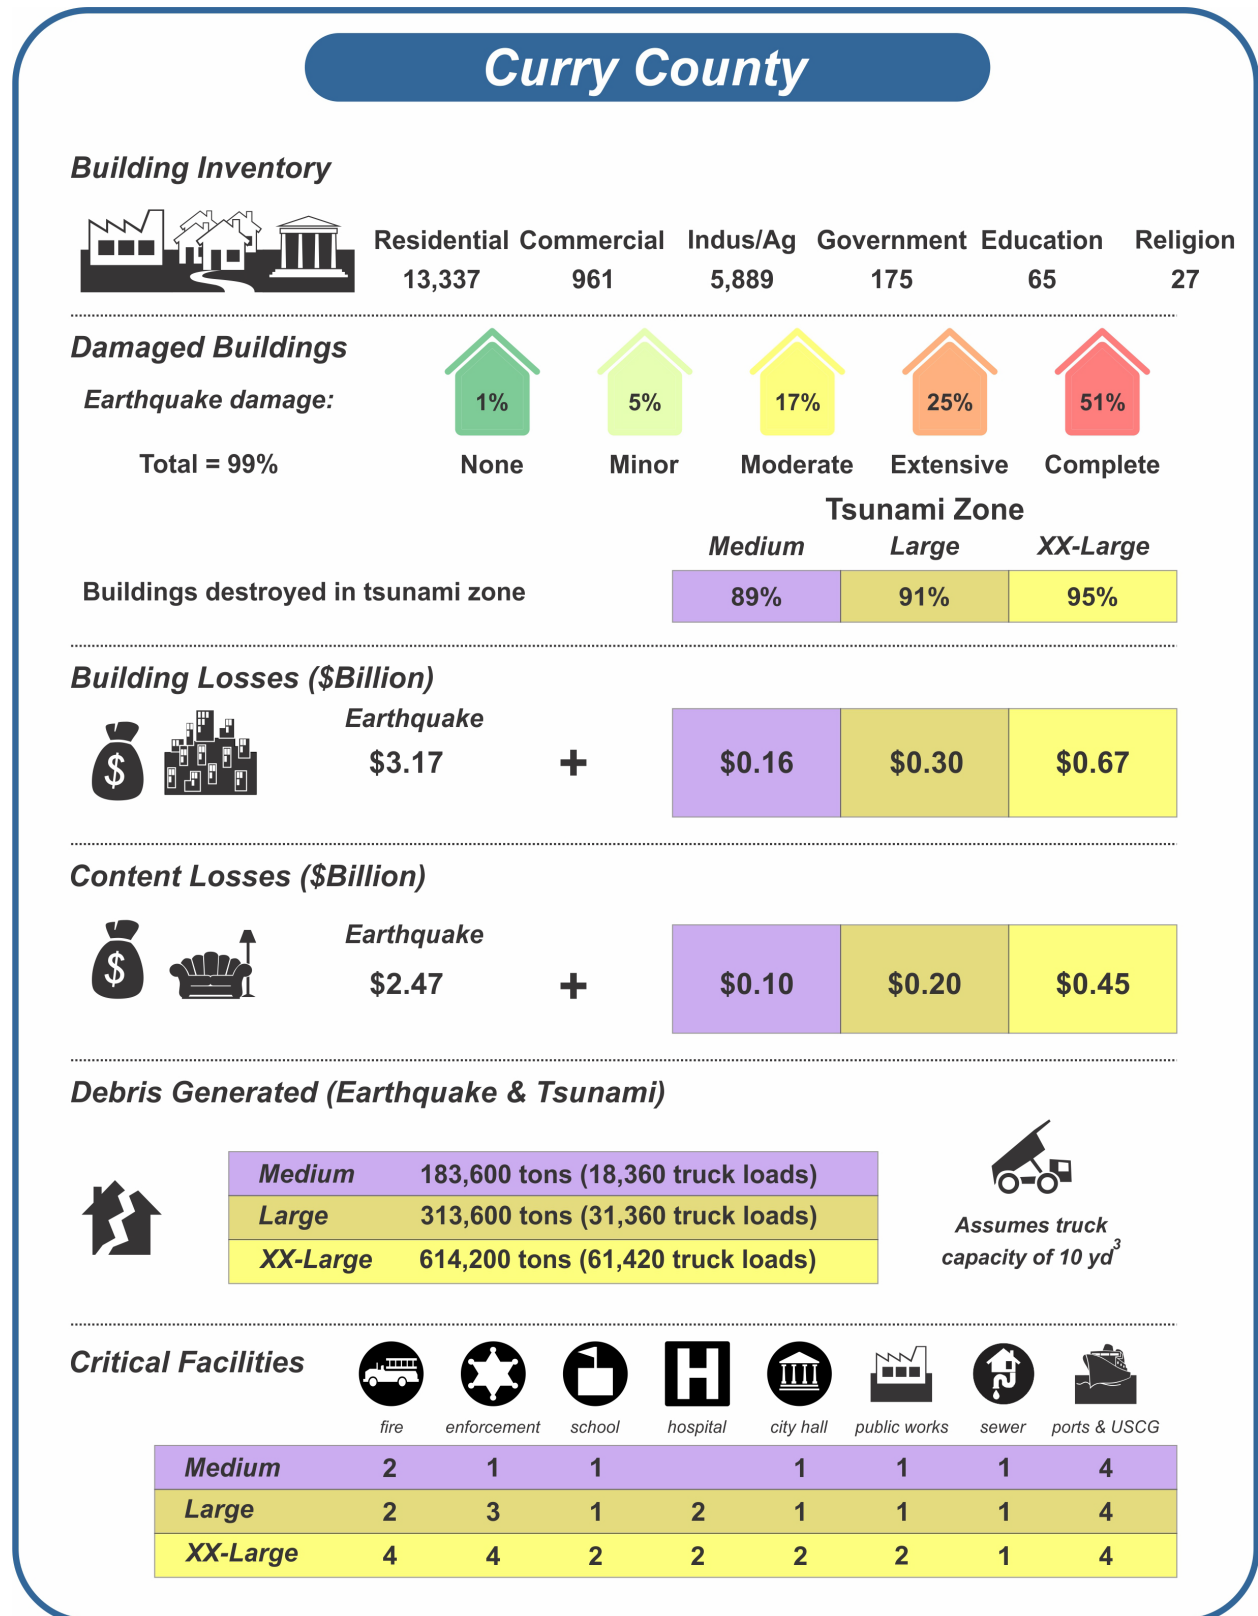 Curry County
Building Inventory
Residential Commercial Indus/Ag Government Education Religion
13,337 961 5,889 175 65 27
Damaged Buildings
Earthquake damage: 1% 5% 17% 25% 51%
Total = 99% None Minor Moderate Extensive Complete
Tsunami Zone
Medium Large XX-Large
Buildings destroyed in tsunami zone 89% 91% 95%
Building Losses ($Billion)
Earthquake
$ $3.17 + $0.16 $0.30 $0.67
Content Losses ($Billion)
Earthquake
$ $2.47 + $0.10 $0.20 $0.45
Debris Generated (Earthquake & Tsunami)
Medium 183,600 tons (18,360 truck loads)
Large 313,600 tons (31,360 truck loads)
XX-Large 614,200 tons (61,420 truck loads)
Assumes truck
capacity of 10 yd³
Critical Facilities
H
fire enforcement school hospital city hall public works sewer ports & USCG
Medium 2 1 1 1 1 1 4
Large 2 3 1 2 1 1 1 4
XX-Large 4 4 2 2 2 2 1 4